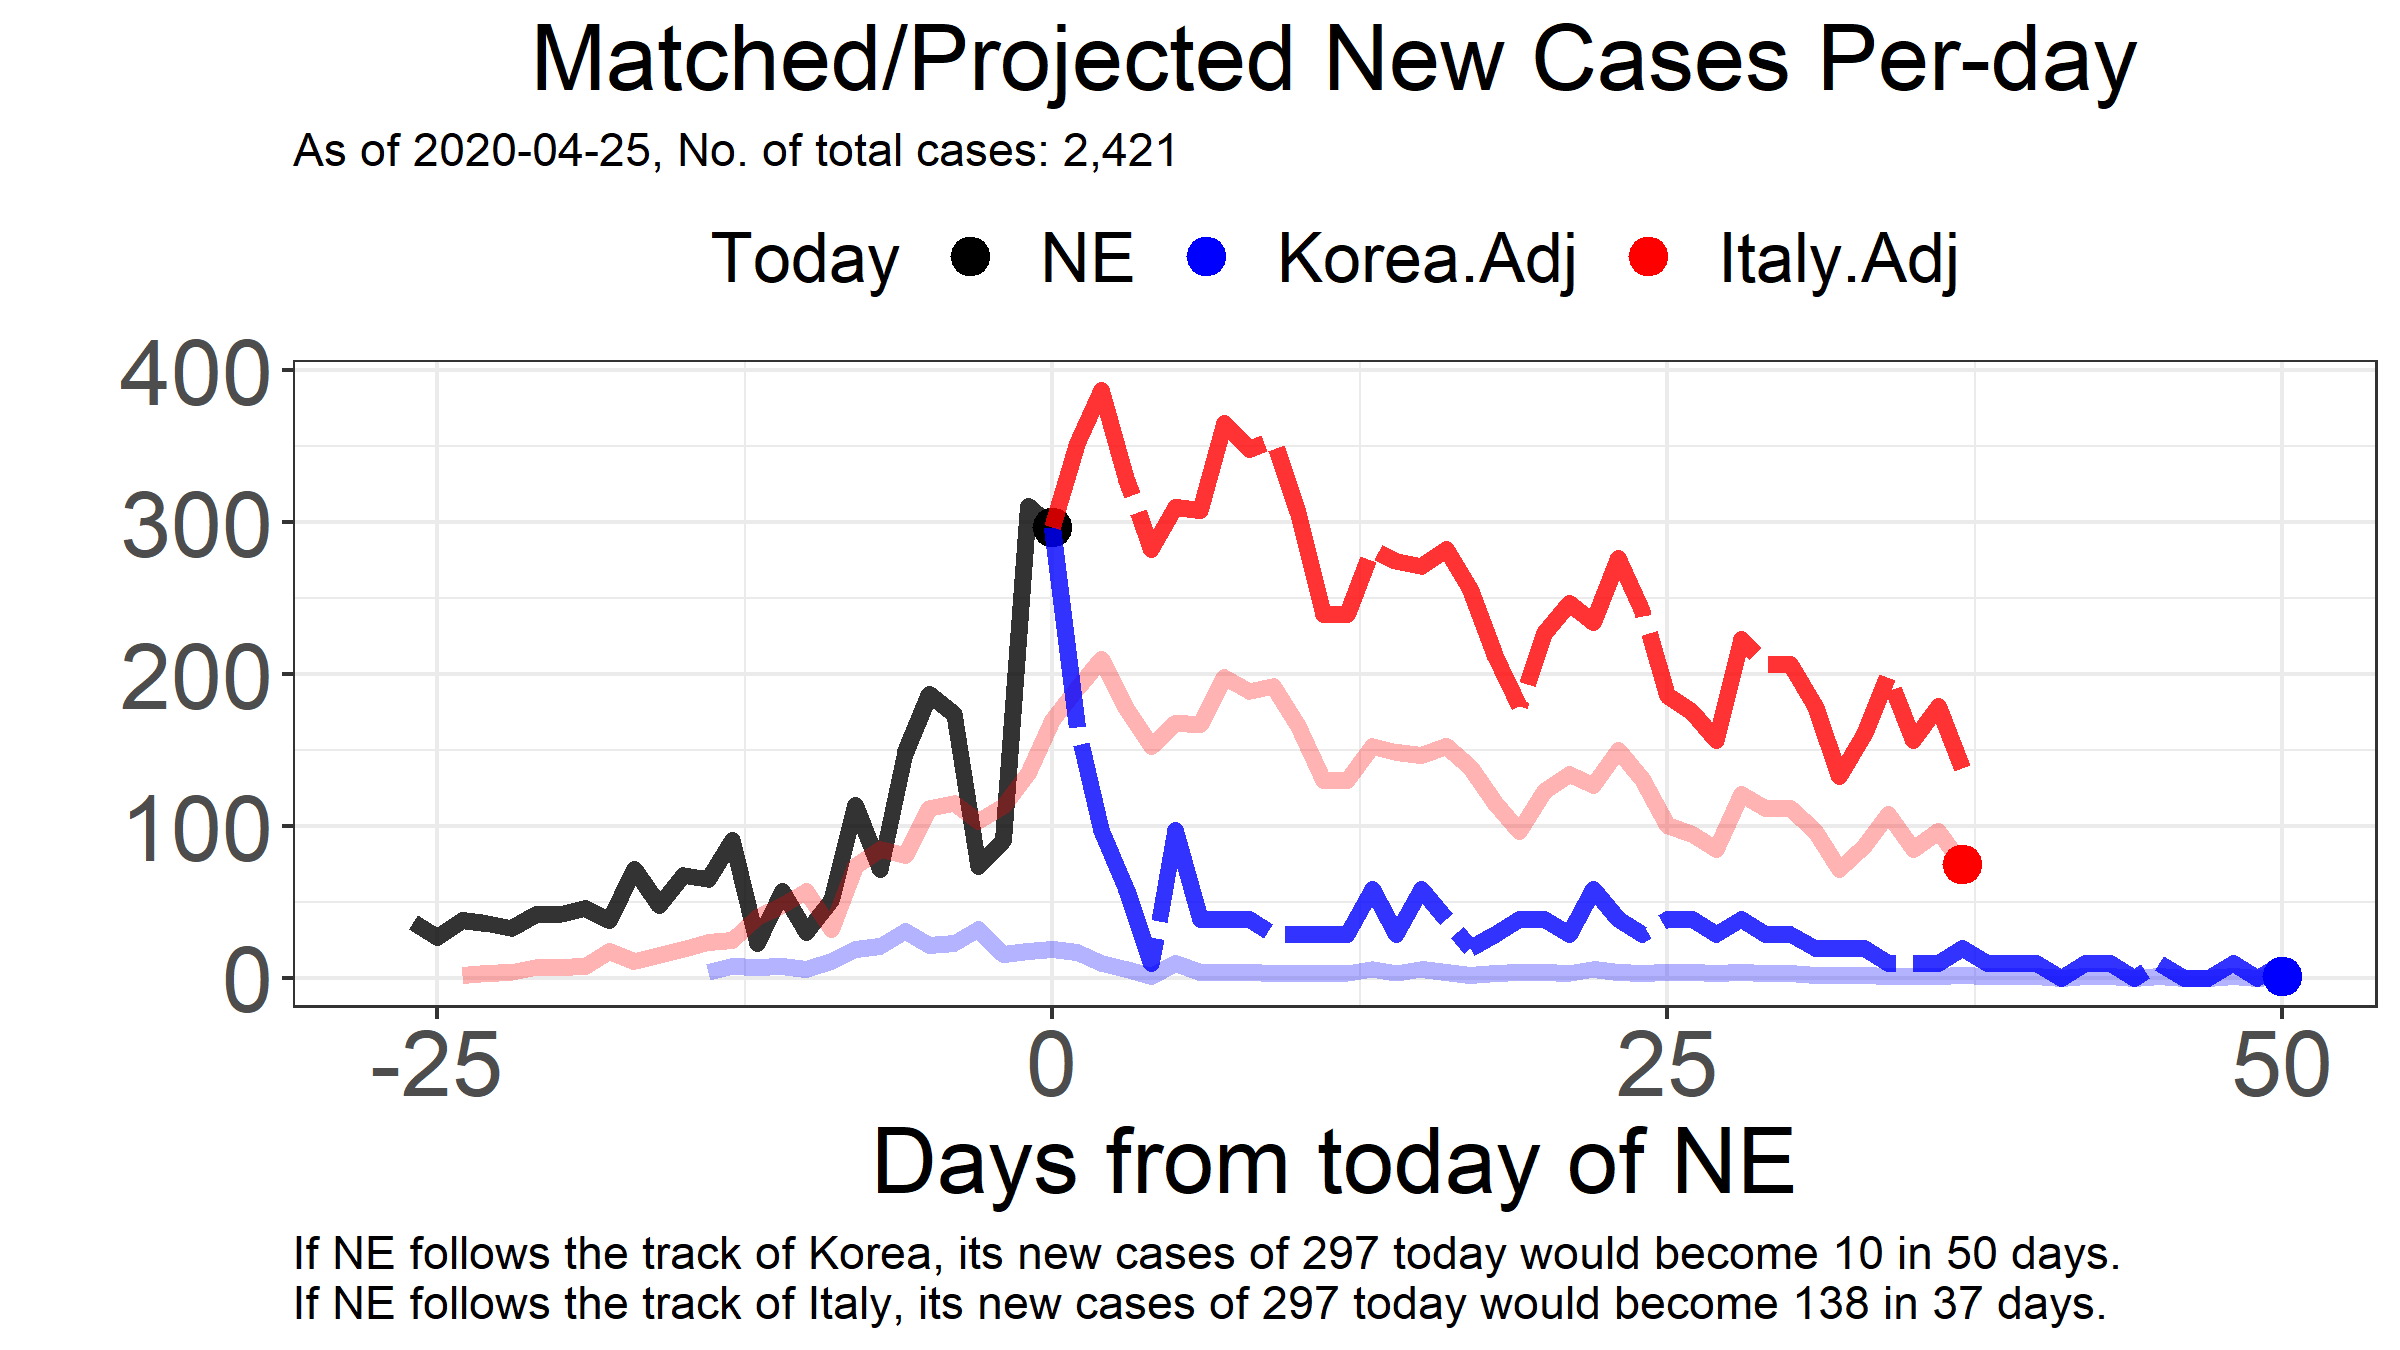 Matched/Projected New Cases Per-day
As of 2020-04-25, No. of total cases: 2,421
Today NE Korea.Adj Italy.Adj
400
300
200
100
0
-25 0 25 50
Days from today of NE
If NE follows the track of Korea, its new cases of 297 today would become 10 in 50 days.
If NE follows the track of Italy, its new cases of 297 today would become 138 in 37 days.